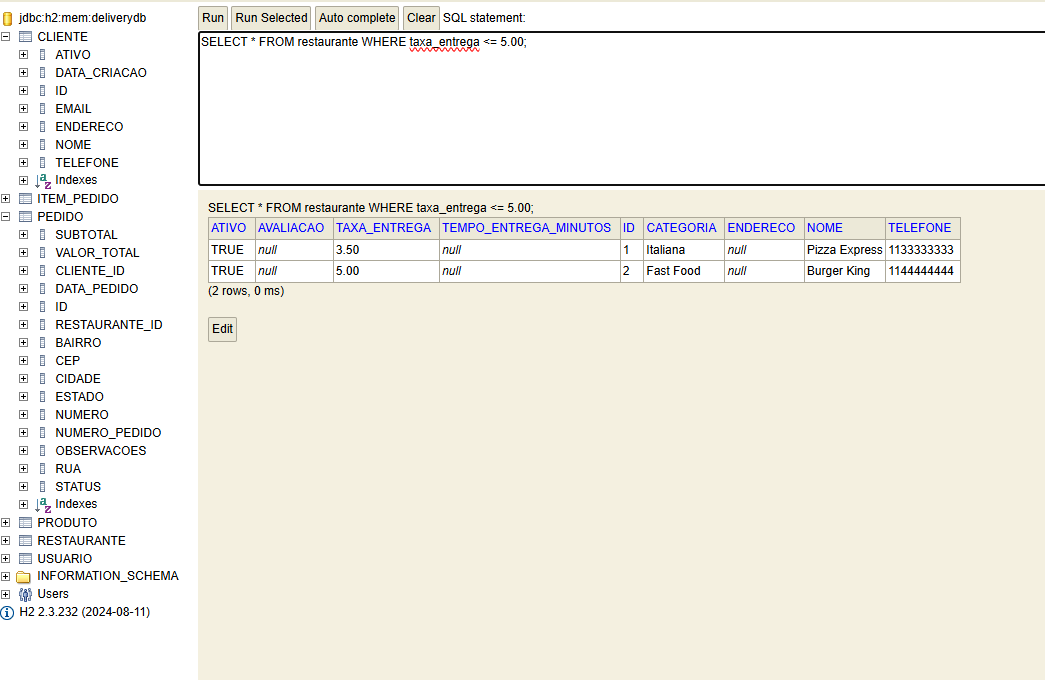 jdbc:h2:mem:deliverydb
CLIENTE
ATIVO
DATA_CRIACAO
ID
EMAIL
ENDERECO
NOME
TELEFONE
Indexes
ITEM_PEDIDO
PEDIDO
SUBTOTAL
VALOR_TOTAL
CLIENTE_ID
DATA_PEDIDO
ID
RESTAURANTE_ID
BAIRRO
CEP
CIDADE
ESTADO
NUMERO
NUMERO_PEDIDO
OBSERVACOES
RUA
STATUS
Indexes
PRODUTO
RESTAURANTE
USUARIO
INFORMATION_SCHEMA
Users
H2 2.3.232 (2024-08-11)
Run Run Selected Auto complete Clear SQL statement:
SELECT * FROM restaurante WHERE taxa_entrega <= 5.00;
SELECT * FROM restaurante WHERE taxa_entrega <= 5.00;
ATIVO AVALIACAO TAXA_ENTREGA TEMPO_ENTREGA_MINUTOS ID CATEGORIA ENDERECO NOME TELEFONE
TRUE null 3.50 null 1 Italiana null Pizza Express 1133333333
TRUE null 5.00 null 2 Fast Food null Burger King 1144444444
(2 rows, 0 ms)
Edit